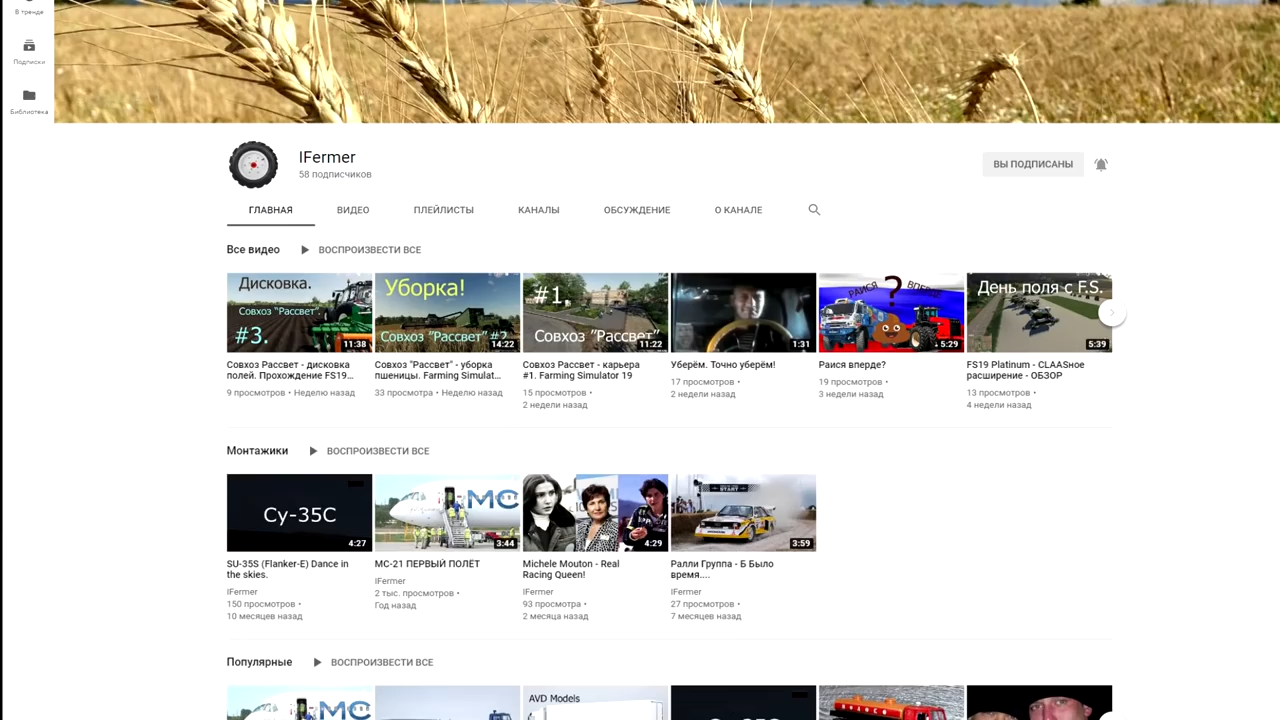 В тренде
Подписки
Библиотека
IFermer
58 подписчиков
ВЫ ПОДПИСАНЫ
ГЛАВНАЯ ВИДЕО ПЛЕЙЛИСТЫ КАНАЛЫ ОБСУЖДЕНИЕ О КАНАЛЕ
Все видео ВОСПРОИЗВЕСТИ ВСЕ
Дисковка.
Совхоз "Рассвет".
#3.
11:38
Уборка!
Совхоз "Рассвет" #2
14:22
#1.
Совхоз "Рассвет"
11:22
1:31
РАИСЯ ? ВПЕРДЕ
5:29
День поля с F.S.
5:39
Совхоз Рассвет - дисковка
полей. Прохождение FS19...
9 просмотров • Неделю назад
Совхоз "Рассвет" - уборка
пшеницы. Farming Simulat...
33 просмотра • Неделю назад
Совхоз Рассвет - карьера
#1. Farming Simulator 19
15 просмотров •
2 недели назад
Уберём. Точно уберём!
17 просмотров •
2 недели назад
Раися вперде?
19 просмотров •
3 недели назад
FS19 Platinum - CLAASное
расширение - ОБЗОР
13 просмотров •
4 недели назад
Монтажики ВОСПРОИЗВЕСТИ ВСЕ
Су-35С
4:27
МС
3:44
4:29
START
3:59
SU-35S (Flanker-E) Dance in
the skies.
IFermer
150 просмотров •
10 месяцев назад
МС-21 ПЕРВЫЙ ПОЛЁТ
IFermer
2 тыс. просмотров •
Год назад
Michele Mouton - Real
Racing Queen!
IFermer
93 просмотра •
2 месяца назад
Ралли Группа - Б Было
время....
IFermer
27 просмотров •
7 месяцев назад
Популярные ВОСПРОИЗВЕСТИ ВСЕ
МС
AVD Models